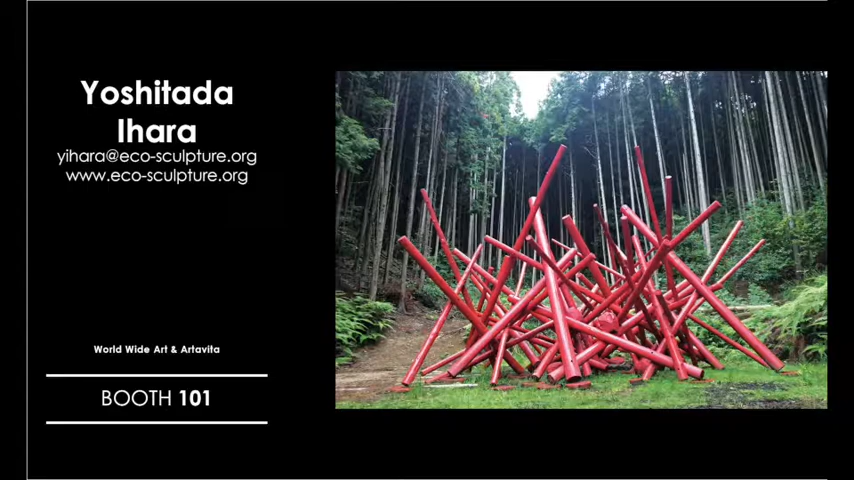 Yoshitada
Ihara
yihara@eco-sculpture.org
www.eco-sculpture.org
World Wide Art & Artavita
BOOTH 101